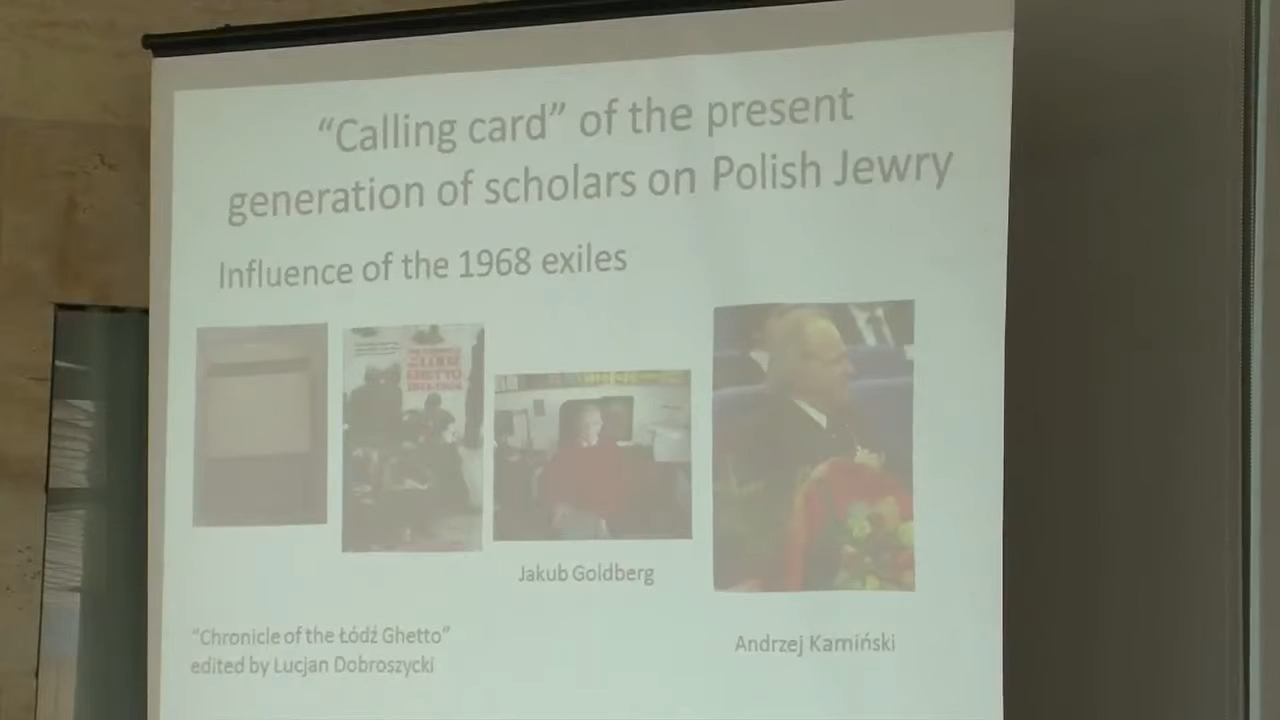 “Calling card” of the present
generation of scholars on Polish Jewry
Influence of the 1968 exiles
Jakub Goldberg
“Chronicle of the Łódź Ghetto”
edited by Lucjan Dobroszycki
Andrzej Kamiński